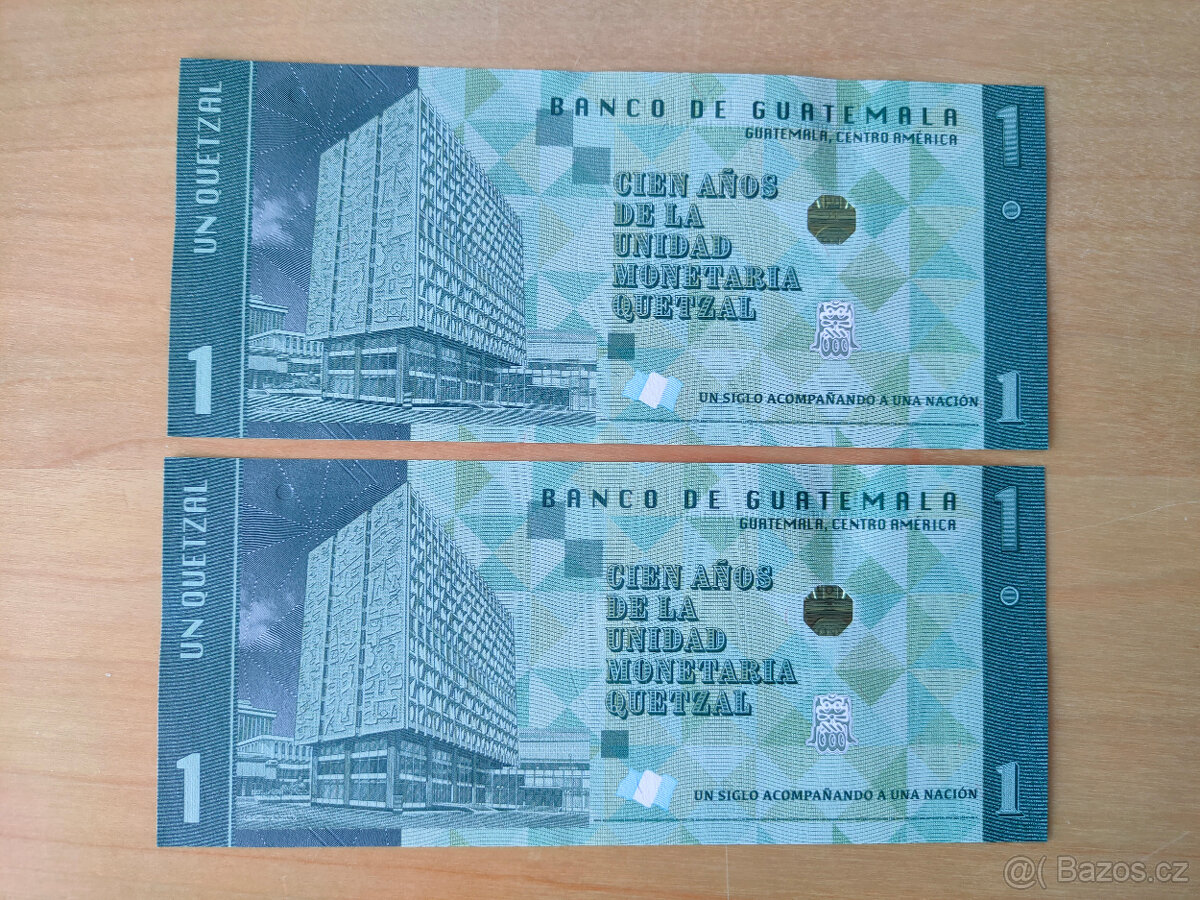 UN QUETZAL
1
BANCO DE GUATEMALA
GUATEMALA, CENTRO AMÉRICA
CIEN AÑOS
DE LA
UNIDAD
MONETARIA
QUETZAL
UN SIGLO ACOMPAÑANDO A UNA NACIÓN
1
1
UN QUETZAL
1
BANCO DE GUATEMALA
GUATEMALA, CENTRO AMÉRICA
CIEN AÑOS
DE LA
UNIDAD
MONETARIA
QUETZAL
UN SIGLO ACOMPAÑANDO A UNA NACIÓN
1
1
@( Bazos.cz